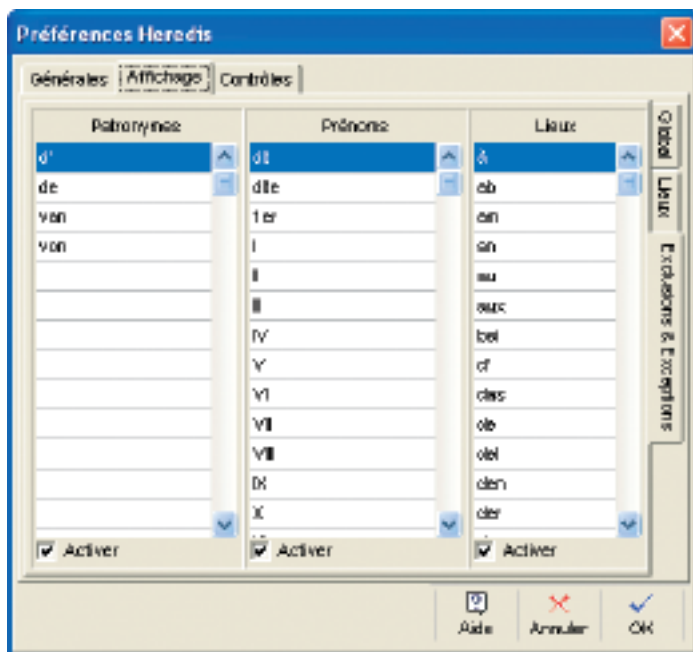 Préférences Heredis
Générales Affichage Contrôles
Patronymes Prénoms Lieux
d' dit à
de dite ab
van 1er am
von I an
II au
III aux
IV bei
V cf
VI das
VII de
VIII del
IX den
X der
Activer Activer Activer
Global
Lieux
Exclusions & Exceptions
Aide Annuler OK